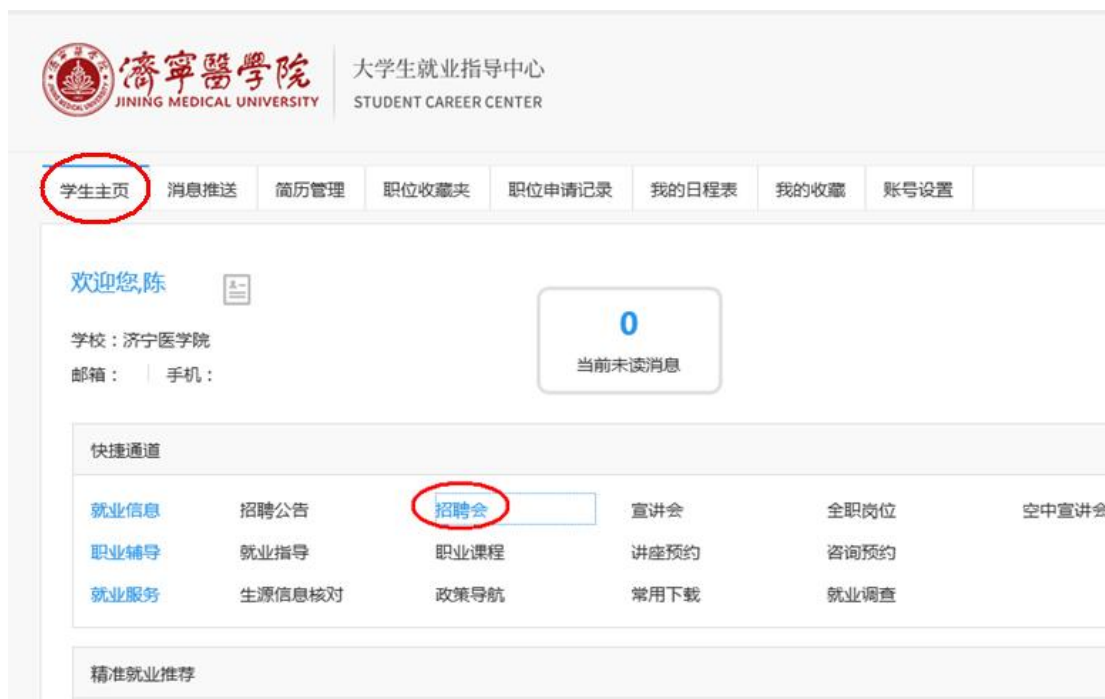 濟寧醫學院
JINING MEDICAL UNIVERSITY
大学生就业指导中心
STUDENT CAREER CENTER
学生主页 消息推送 简历管理 职位收藏夹 职位申请记录 我的日程表 我的收藏 账号设置
欢迎您,陈
0
当前未读消息
学校：济宁医学院
邮箱： 手机：
快捷通道
就业信息 招聘公告 招聘会 宣讲会 全职岗位 空中宣讲会
职业辅导 就业指导 职业课程 讲座预约 咨询预约
就业服务 生源信息核对 政策导航 常用下载 就业调查
精准就业推荐